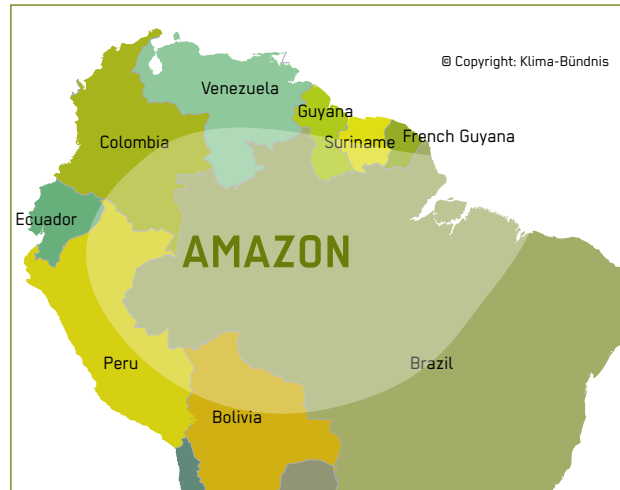 © Copyright: Klima-Bündnis
Venezuela
Guyana
Colombia
Suriname
French Guyana
Ecuador
AMAZON
Peru
Brazil
Bolivia